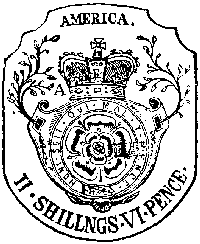 AMERICA.
A
II · SHILLNGS · VI · PENCE ·